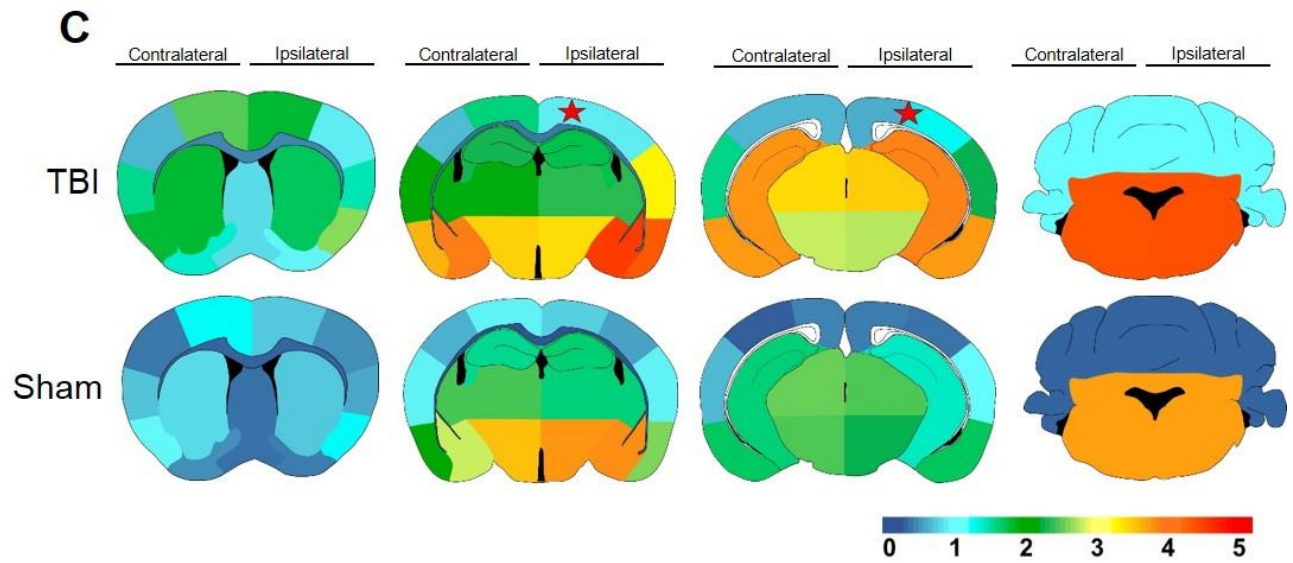 C
Contralateral Ipsilateral Contralateral Ipsilateral Contralateral Ipsilateral Contralateral Ipsilateral
TBI
Sham
0 1 2 3 4 5